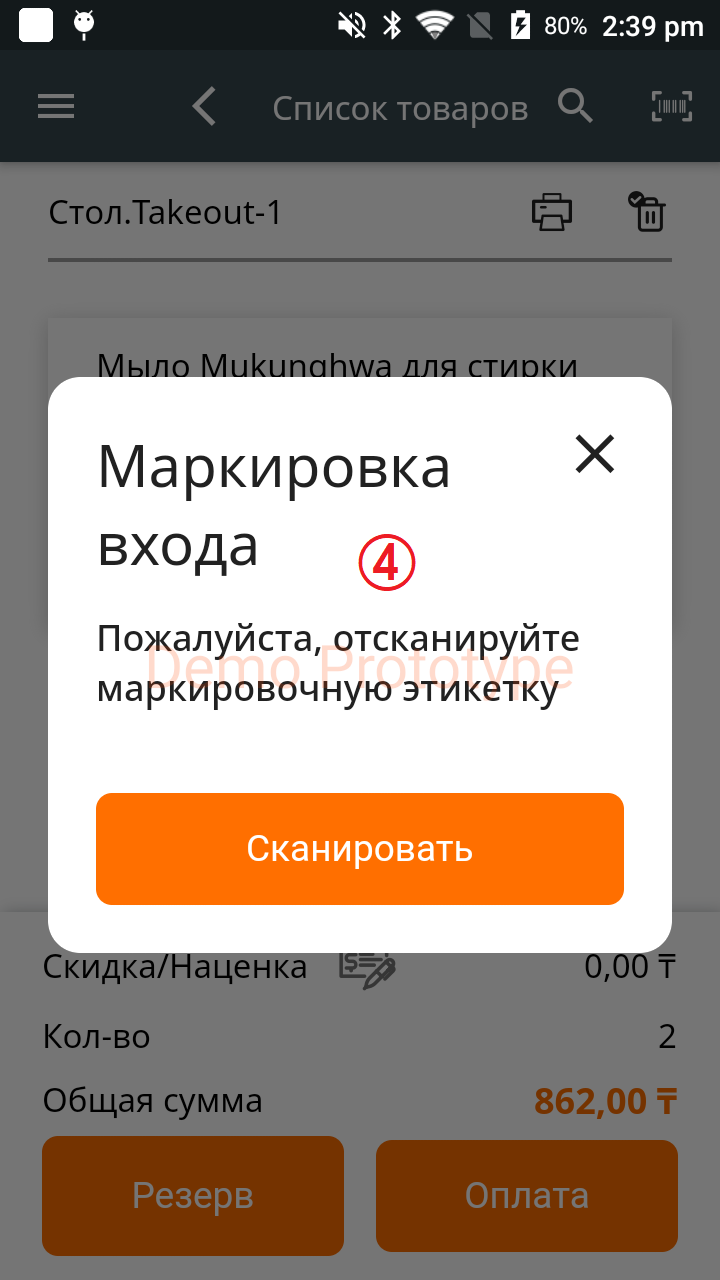 80% 2:39 pm
Список товаров
Стол.Takeout-1
Мыло Mukunghwa для стирки
Маркировка
входа
④
Пожалуйста, отсканируйте
Demo Prototype
маркировочную этикетку
Сканировать
Скидка/Наценка 0,00 ₸
Кол-во 2
Общая сумма 862,00 ₸
Резерв Оплата